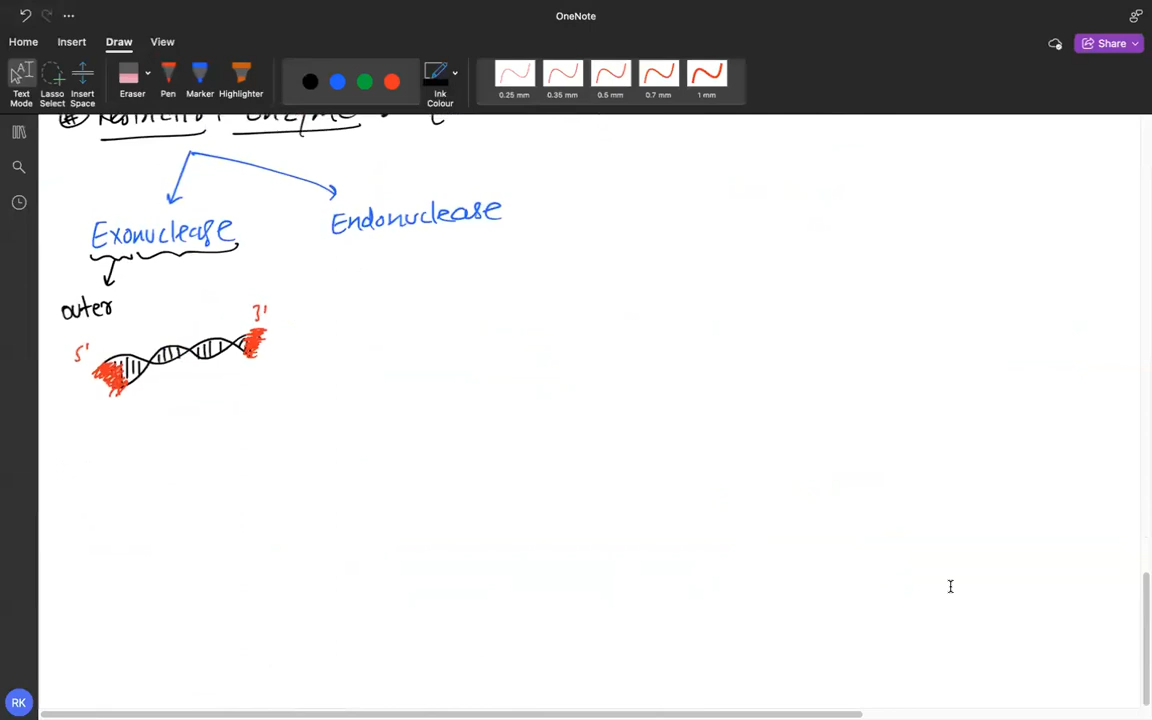 OneNote
Home Insert Draw View
Share
Text Mode
Lasso Select
Insert Space
Eraser
Pen
Marker
Highlighter
Ink Colour
0.25 mm
0.35 mm
0.5 mm
0.7 mm
1 mm
enzyme
Exonuclease
Endonuclease
outer
5'
3'
RK